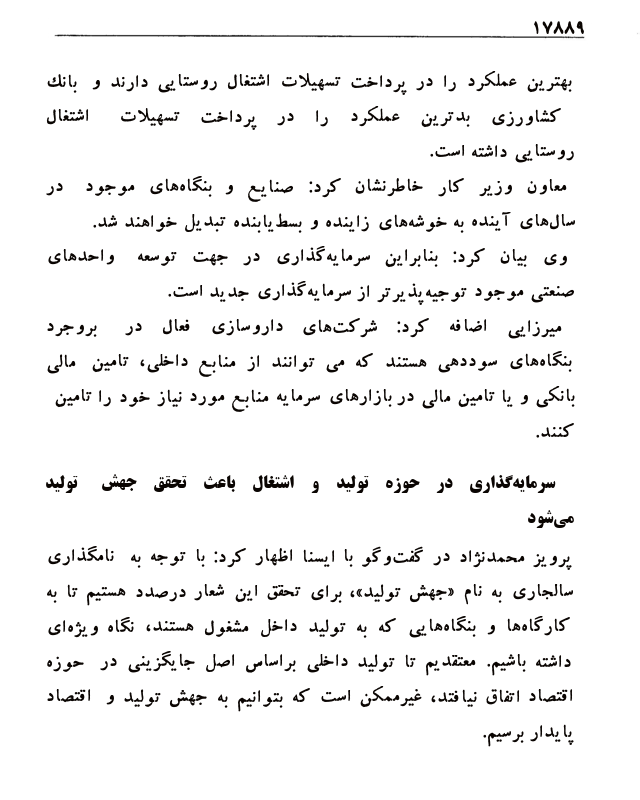 ۱۷۸۸۹
بهترین عملکرد را در پرداخت تسهیلات اشتغال روستایی دارند و بانك
کشاورزی بدترین عملکرد را در پرداخت تسهیلات اشتغال
روستایی داشته است.
معاون وزیر کار خاطرنشان کرد: صنایع و بنگاه‌های موجود در
سال‌های آینده به خوشه‌های زاینده و بسط‌یابنده تبدیل خواهند شد.
وی بیان کرد: بنابراین سرمایه‌گذاری در جهت توسعه واحدهای
صنعتی موجود توجیه‌پذیرتر از سرمایه‌گذاری جدید است.
میرزایی اضافه کرد: شرکت‌های داروسازی فعال در بروجرد
بنگاه‌های سوددهی هستند که می توانند از منابع داخلی، تامین مالی
بانکی و یا تامین مالی در بازارهای سرمایه منابع مورد نیاز خود را تامین
کنند.
سرمایه‌گذاری در حوزه تولید و اشتغال باعث تحقق جهش تولید
می‌شود
پرویز محمدنژاد در گفت‌وگو با ایسنا اظهار کرد: با توجه به نامگذاری
سالجاری به نام «جهش تولید»، برای تحقق این شعار درصدد هستیم تا به
کارگاه‌ها و بنگاه‌هایی که به تولید داخل مشغول هستند، نگاه ویژه‌ای
داشته باشیم. معتقدیم تا تولید داخلی براساس اصل جایگزینی در حوزه
اقتصاد اتفاق نیافتد، غیرممکن است که بتوانیم به جهش تولید و اقتصاد
پایدار برسیم.